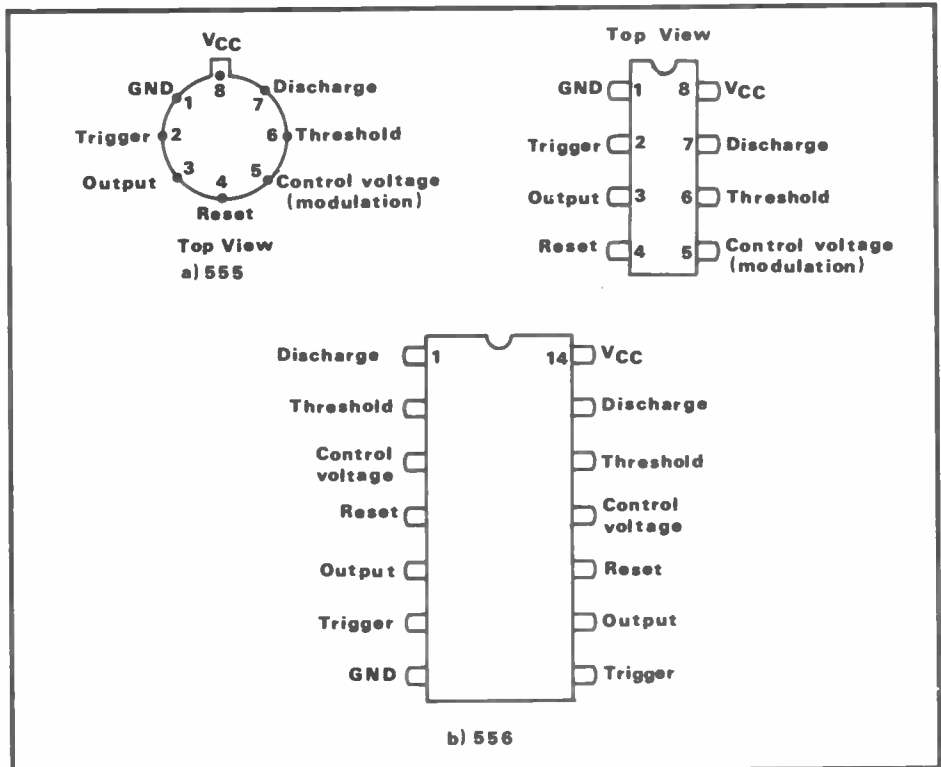 VCC
GND
8
Discharge
1
7
Trigger
2
6
Threshold
3
5
Output
4
Control voltage
(modulation)
Reset
Top View
a) 555
Top View
GND
1
8
VCC
Trigger
2
7
Discharge
Output
3
6
Threshold
Reset
4
5
Control voltage
(modulation)
Discharge
1
14
VCC
Threshold
Discharge
Control
voltage
Threshold
Reset
Control
voltage
Output
Reset
Trigger
Output
GND
Trigger
b) 556